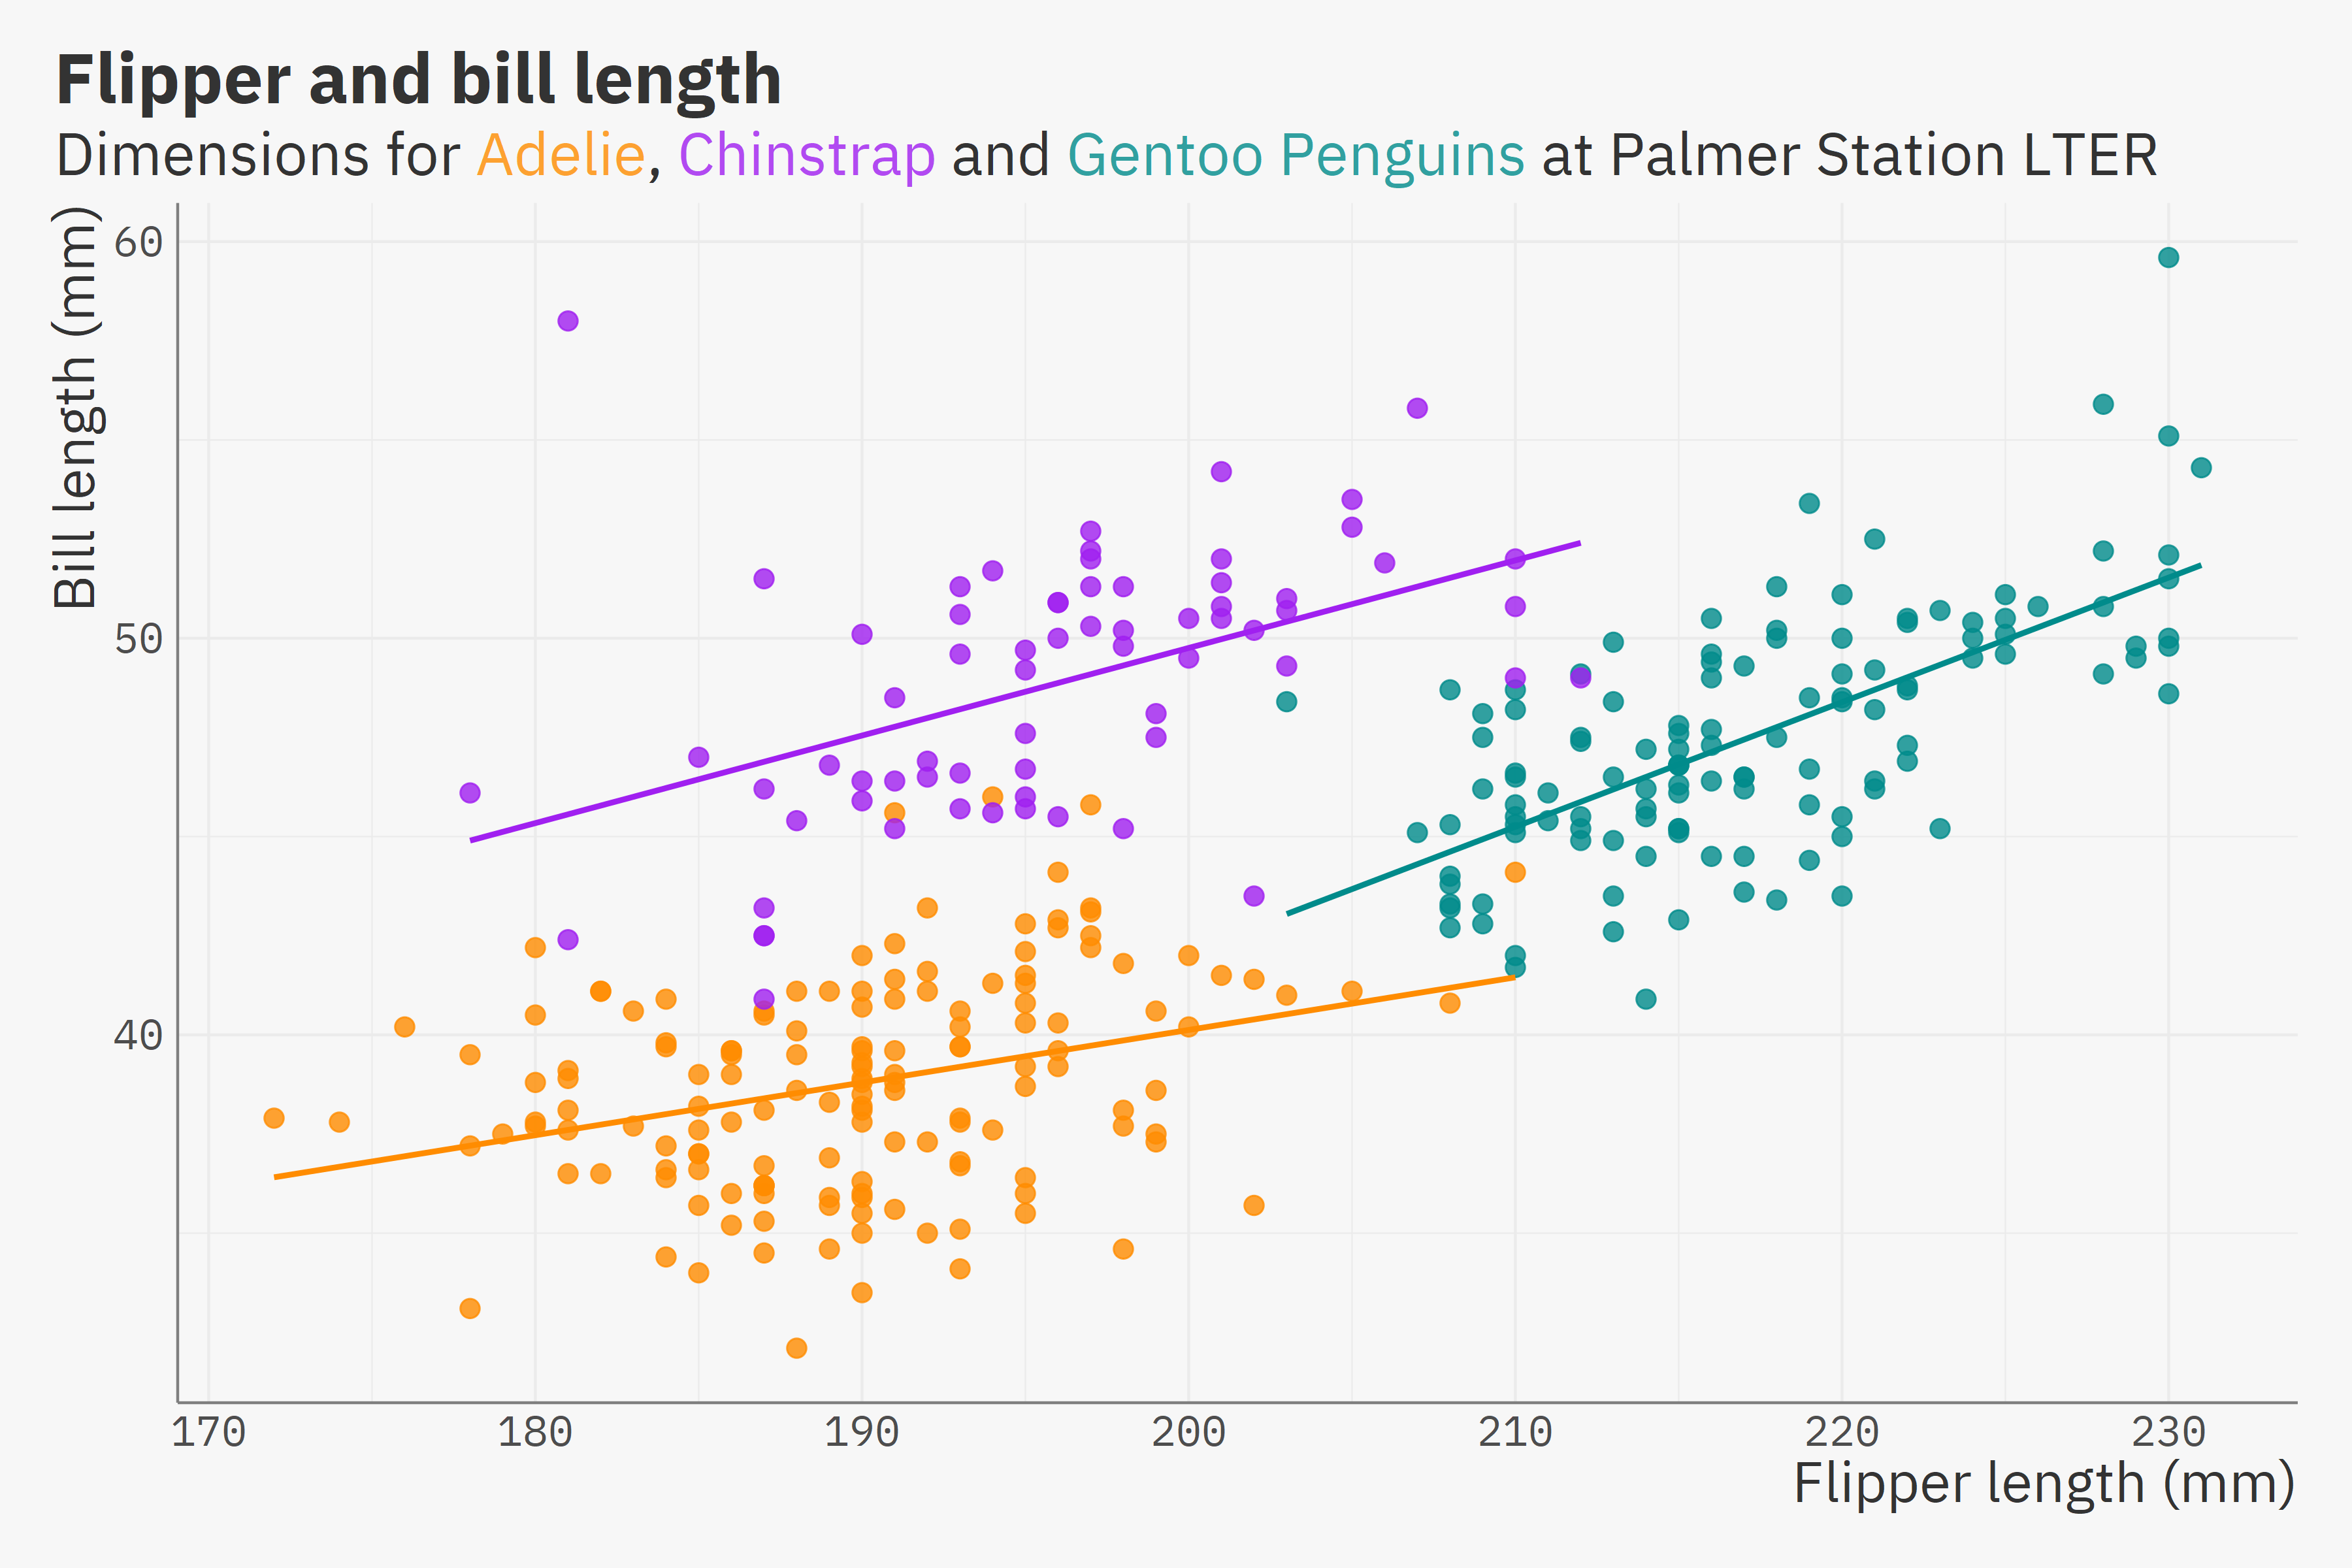 Flipper and bill length
Dimensions for Adelie, Chinstrap and Gentoo Penguins at Palmer Station LTER
Bill length (mm)
60
50
40
170 180 190 200 210 220 230
Flipper length (mm)